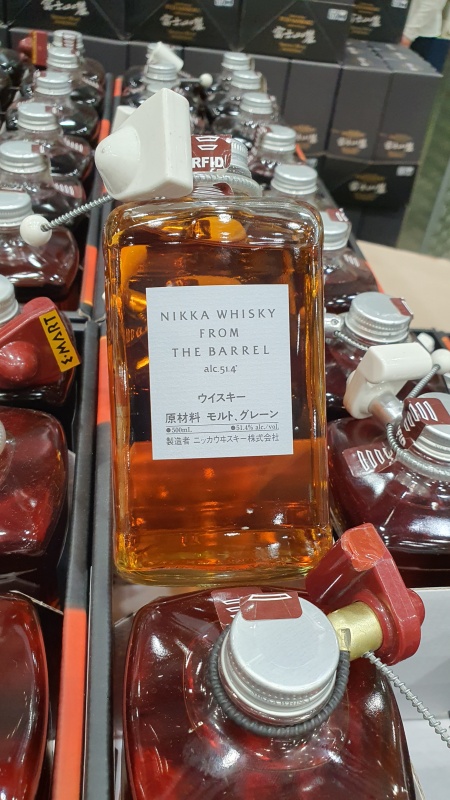 RFID
EMART
NIKKA WHISKY
FROM
THE BARREL
alc.51.4°
ウイスキー
原材料 モルト、グレーン
●500mL ●51.4% alc./vol.
製造者 ニッカウヰスキー株式会社